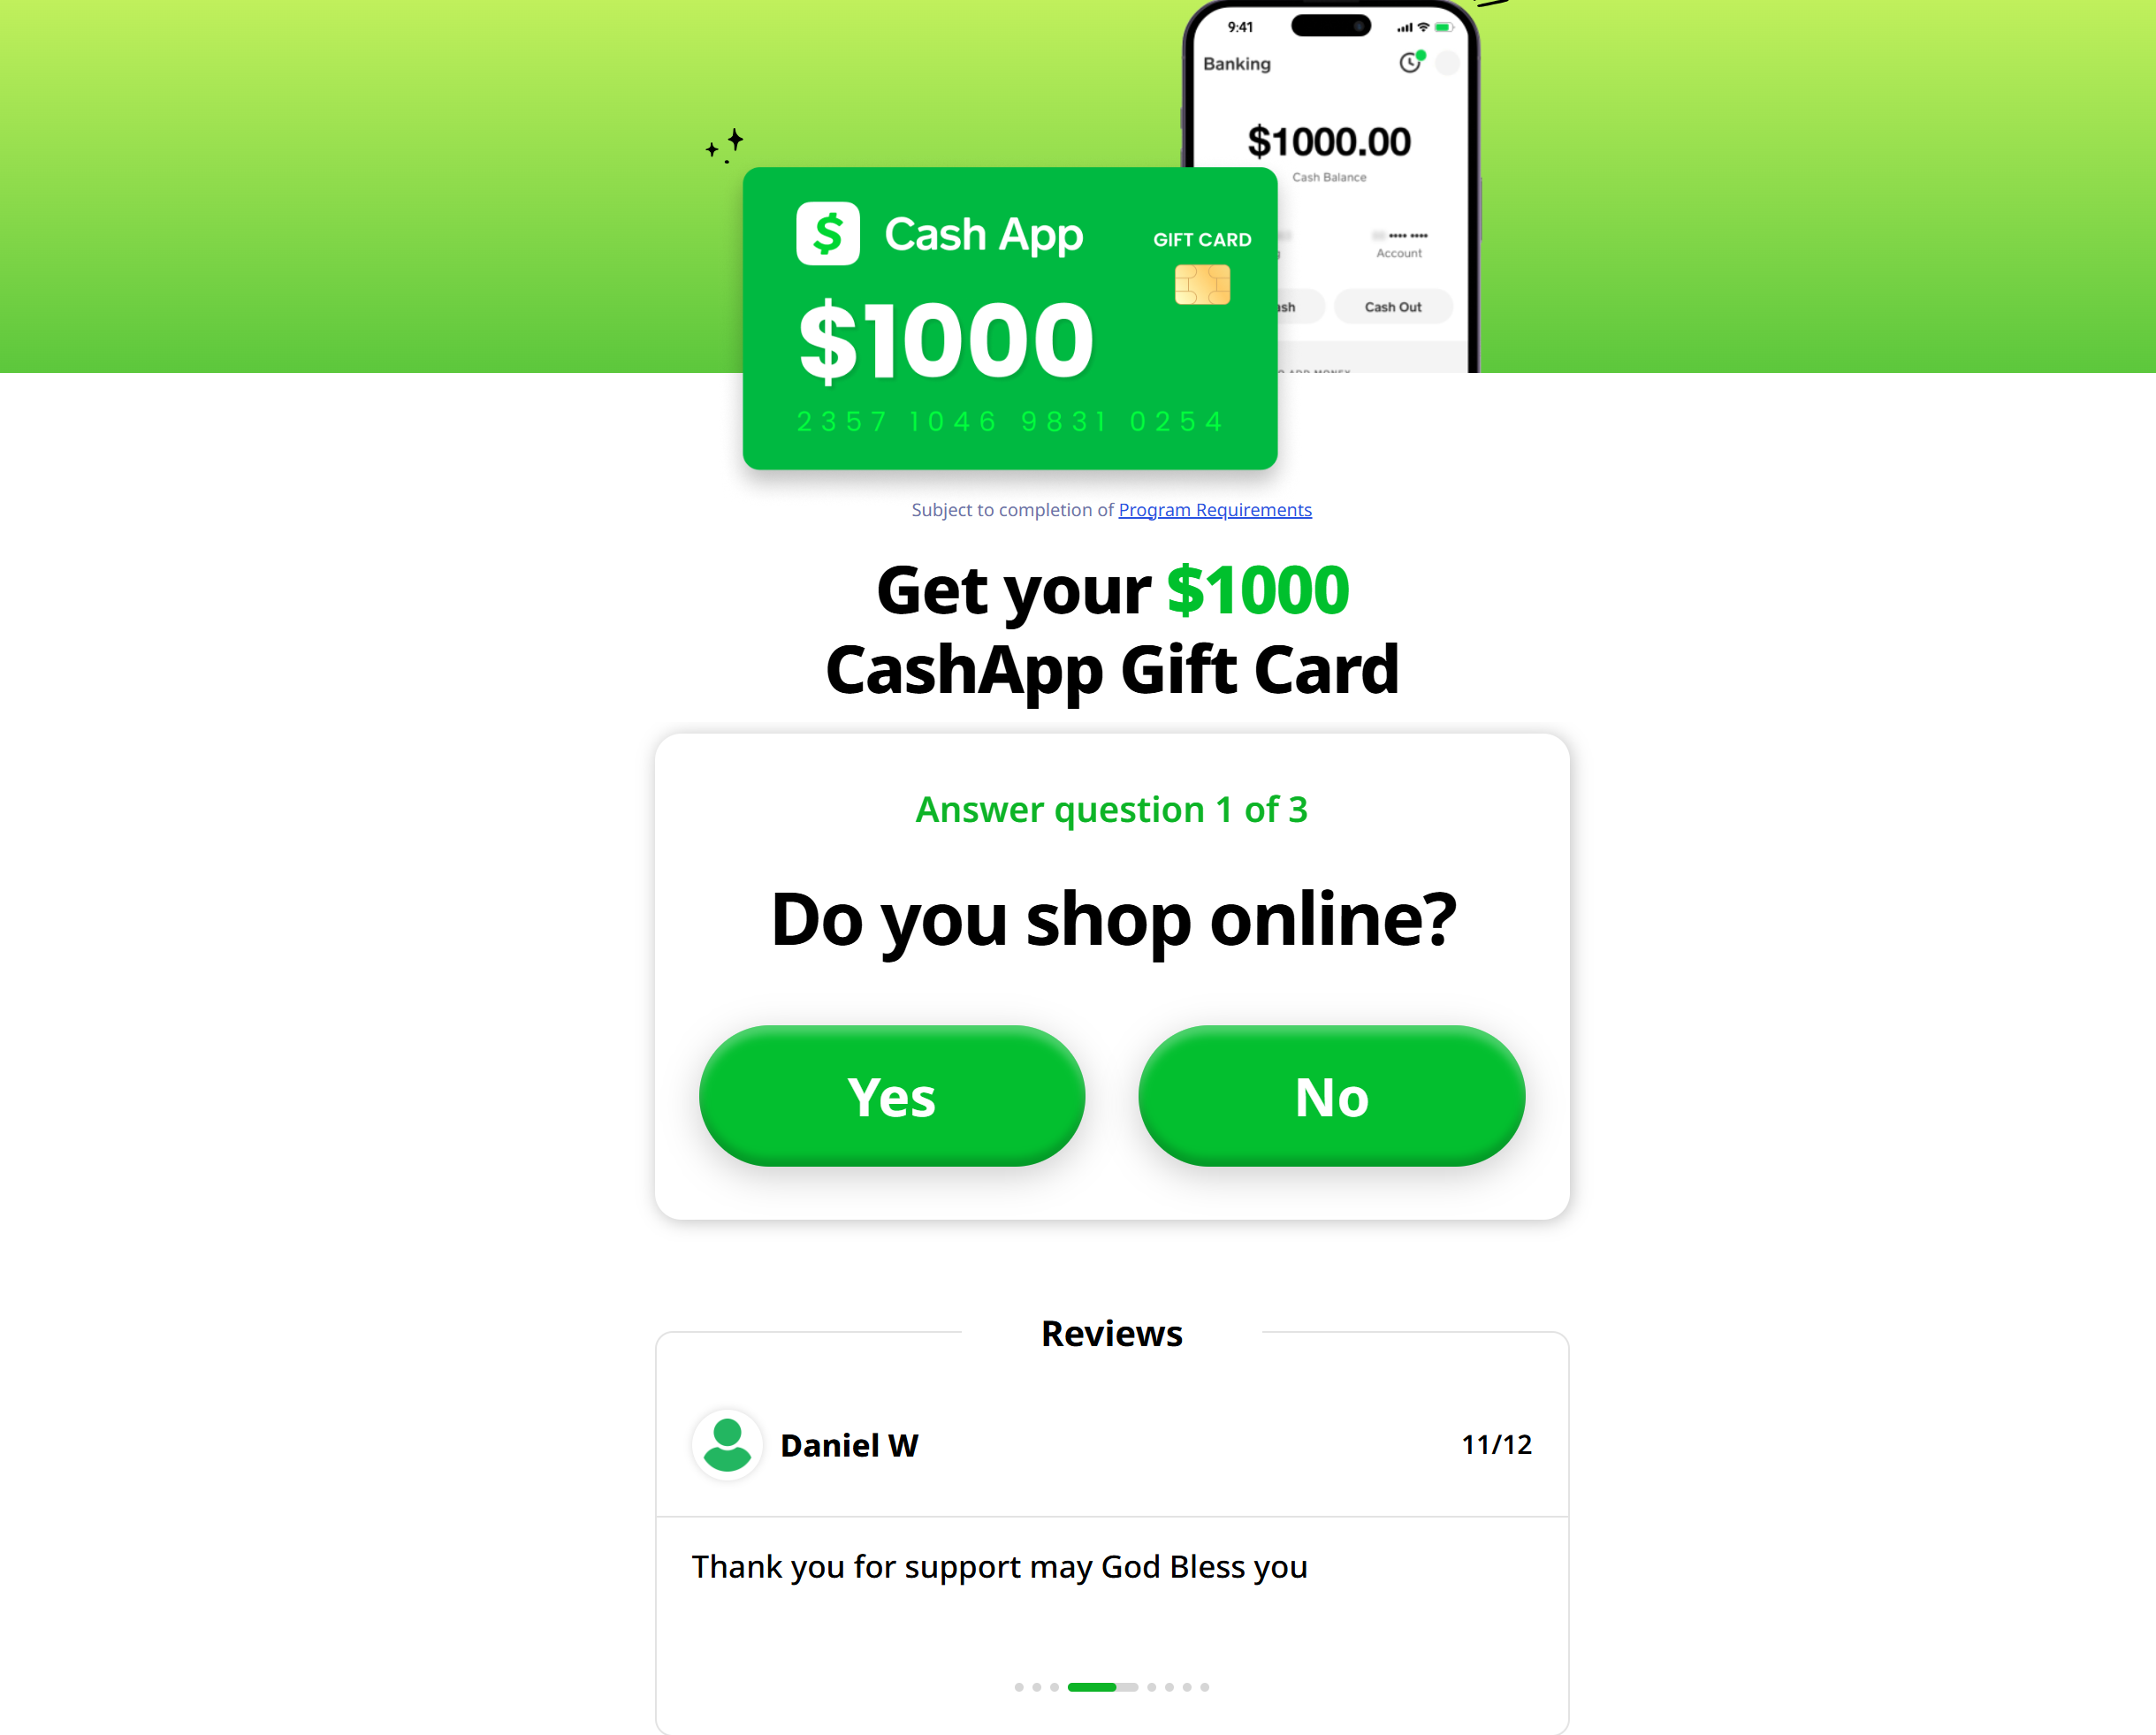 9:41
Banking
$1000.00
Cash Balance
Cash App
GIFT CARD
•••• ••••
Account
$1000
Cash Out
2357 1046 9831 0254
Subject to completion of Program Requirements
Get your $1000
CashApp Gift Card
Answer question 1 of 3
Do you shop online?
Yes
No
Reviews
Daniel W
11/12
Thank you for support may God Bless you